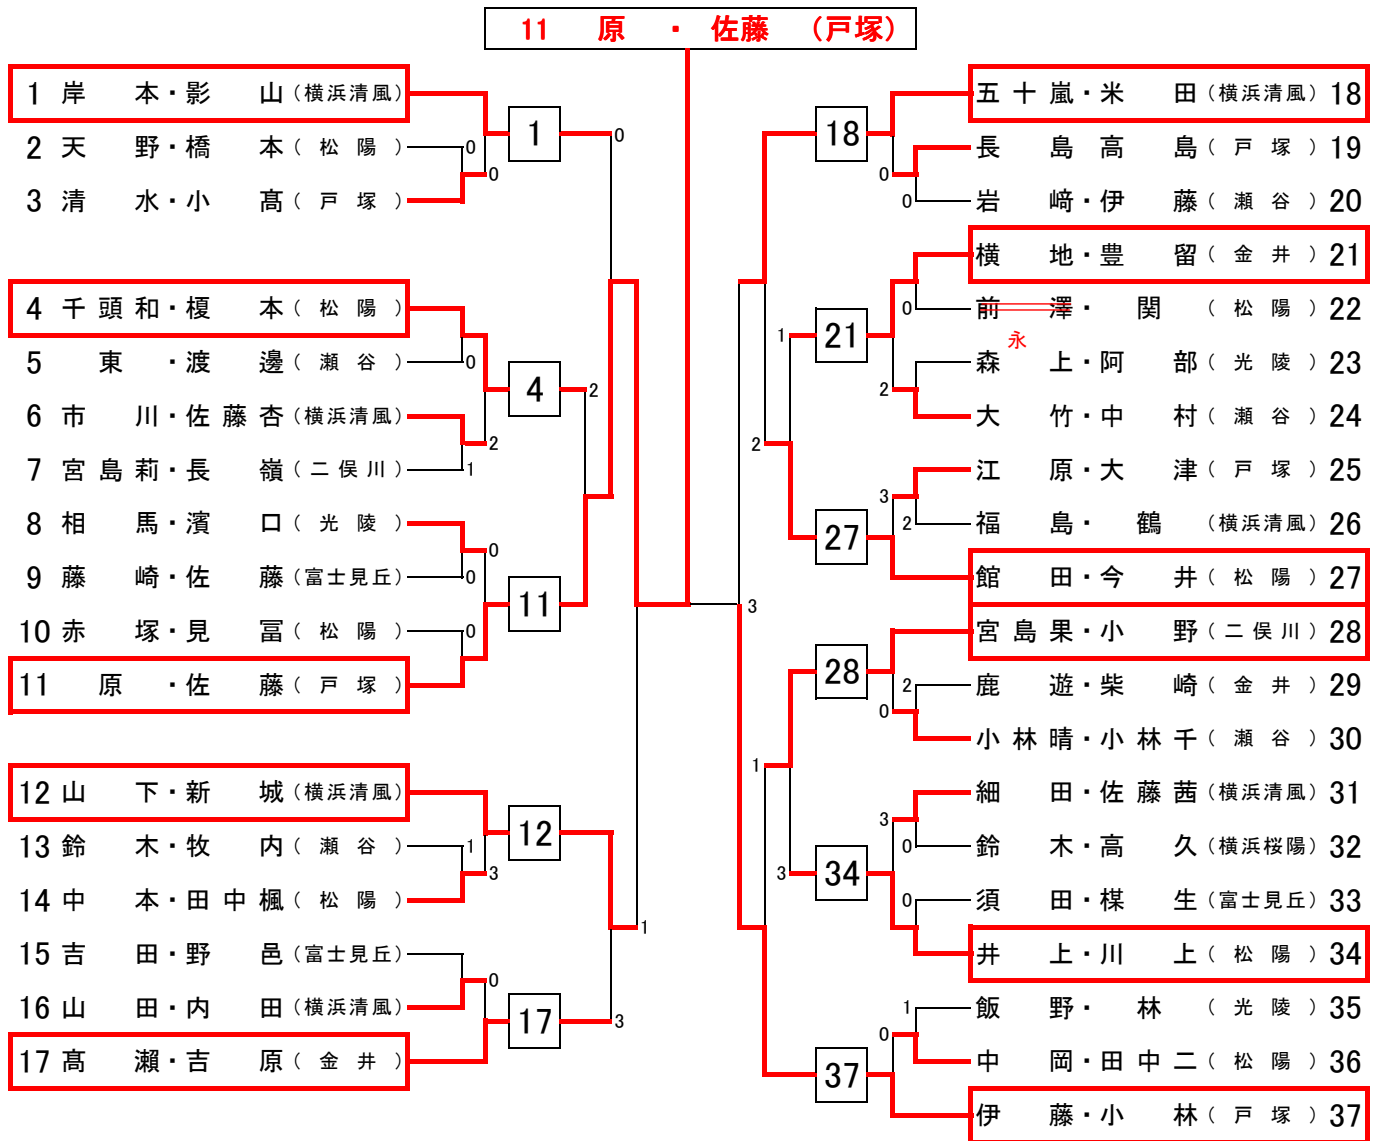 11 原 ・ 佐藤 （戸塚）
1 岸 本・影 山（横浜清風）
2 天 野・橋 本（ 松 陽 ）
3 清 水・小 髙（ 戸 塚 ）
4 千 頭 和・榎 本（ 松 陽 ）
5 東 ・渡 邊（ 瀬 谷 ）
6 市 川・佐 藤 杏（横浜清風）
7 宮 島 莉・長 嶺（二俣川）
8 相 馬・濱 口（ 光 陵 ）
9 藤 崎・佐 藤（富士見丘）
10 赤 塚・見 冨（ 松 陽 ）
11 原 ・佐 藤（ 戸 塚 ）
12 山 下・新 城（横浜清風）
13 鈴 木・牧 内（ 瀬 谷 ）
14 中 本・田 中 楓（ 松 陽 ）
15 吉 田・野 邑（富士見丘）
16 山 田・内 田（横浜清風）
17 髙 瀬・吉 原（ 金 井 ）
0
0
1
0
0
2
1
0
0
0
4
2
2
11
1
3
0
12
17
1
3
3
18
0
0
0
2
21
1
2
3
2
27
2
0
28
1
3
0
0
34
3
1
0
37
五 十 嵐・米 田（横浜清風）18
長 島 高 島（ 戸 塚 ）19
岩 﨑・伊 藤（ 瀬 谷 ）20
横 地・豊 留（ 金 井 ）21
前 澤・ 関 （ 松 陽 ）22
永
森 上・阿 部（ 光 陵 ）23
大 竹・中 村（ 瀬 谷 ）24
江 原・大 津（ 戸 塚 ）25
福 島・ 鶴 （横浜清風）26
館 田・今 井（ 松 陽 ）27
宮 島 果・小 野（二俣川）28
鹿 遊・柴 崎（ 金 井 ）29
小 林 晴・小 林 千（ 瀬 谷 ）30
細 田・佐 藤 茜（横浜清風）31
鈴 木・高 久（横浜桜陽）32
須 田・楳 生（富士見丘）33
井 上・川 上（ 松 陽 ）34
飯 野・ 林 （ 光 陵 ）35
中 岡・田 中 二（ 松 陽 ）36
伊 藤・小 林（ 戸 塚 ）37